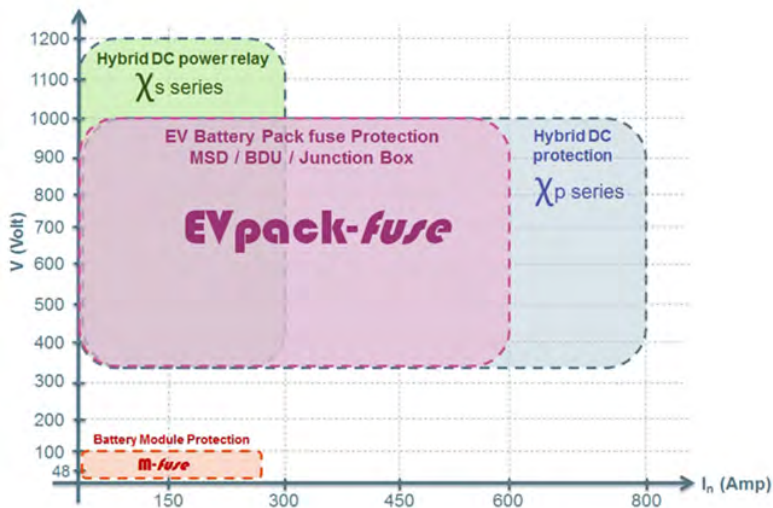 1200
1100
1000
900
800
700
600
500
400
300
200
100
48
V (Volt)
Hybrid DC power relay
χs series
EV Battery Pack fuse Protection
MSD / BDU / Junction Box
EVpack-fuse
Hybrid DC
protection
χp series
Battery Module Protection
M-fuse
150
300
450
600
800
In (Amp)